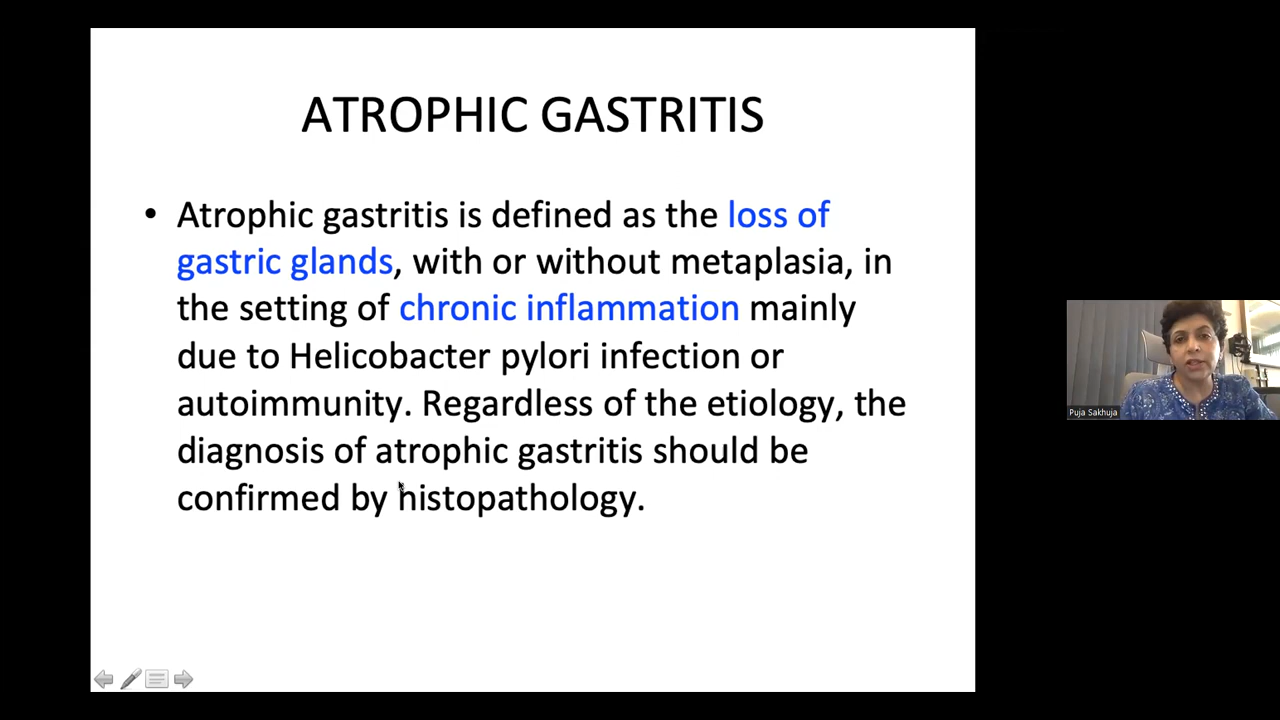 ATROPHIC GASTRITIS
• Atrophic gastritis is defined as the loss of
gastric glands, with or without metaplasia, in
the setting of chronic inflammation mainly
due to Helicobacter pylori infection or
autoimmunity. Regardless of the etiology, the
diagnosis of atrophic gastritis should be
confirmed by histopathology.
Puja Sakhuja